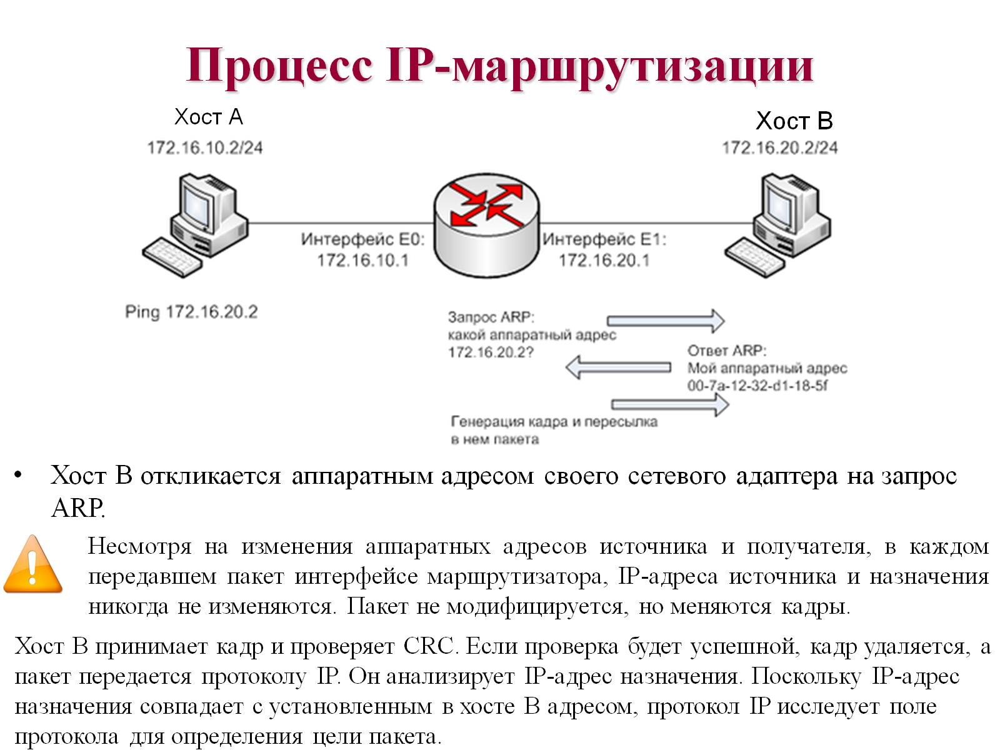 Процесс IP-маршрутизации
Хост А
Хост В
172.16.10.2/24
172.16.20.2/24
Интерфейс E0:
172.16.10.1
Интерфейс E1:
172.16.20.1
Ping 172.16.20.2
Запрос ARP:
какой аппаратный адрес
172.16.20.2?
Ответ ARP:
Мой аппаратный адрес
00-7a-12-32-d1-18-5f
Генерация кадра и пересылка
в нем пакета
• Хост В откликается аппаратным адресом своего сетевого адаптера на запрос
ARP.
Несмотря на изменения аппаратных адресов источника и получателя, в каждом
передавшем пакет интерфейсе маршрутизатора, IP-адреса источника и назначения
никогда не изменяются. Пакет не модифицируется, но меняются кадры.
Хост В принимает кадр и проверяет CRC. Если проверка будет успешной, кадр удаляется, а
пакет передается протоколу IP. Он анализирует IP-адрес назначения. Поскольку IP-адрес
назначения совпадает с установленным в хосте В адресом, протокол IP исследует поле
протокола для определения цели пакета.